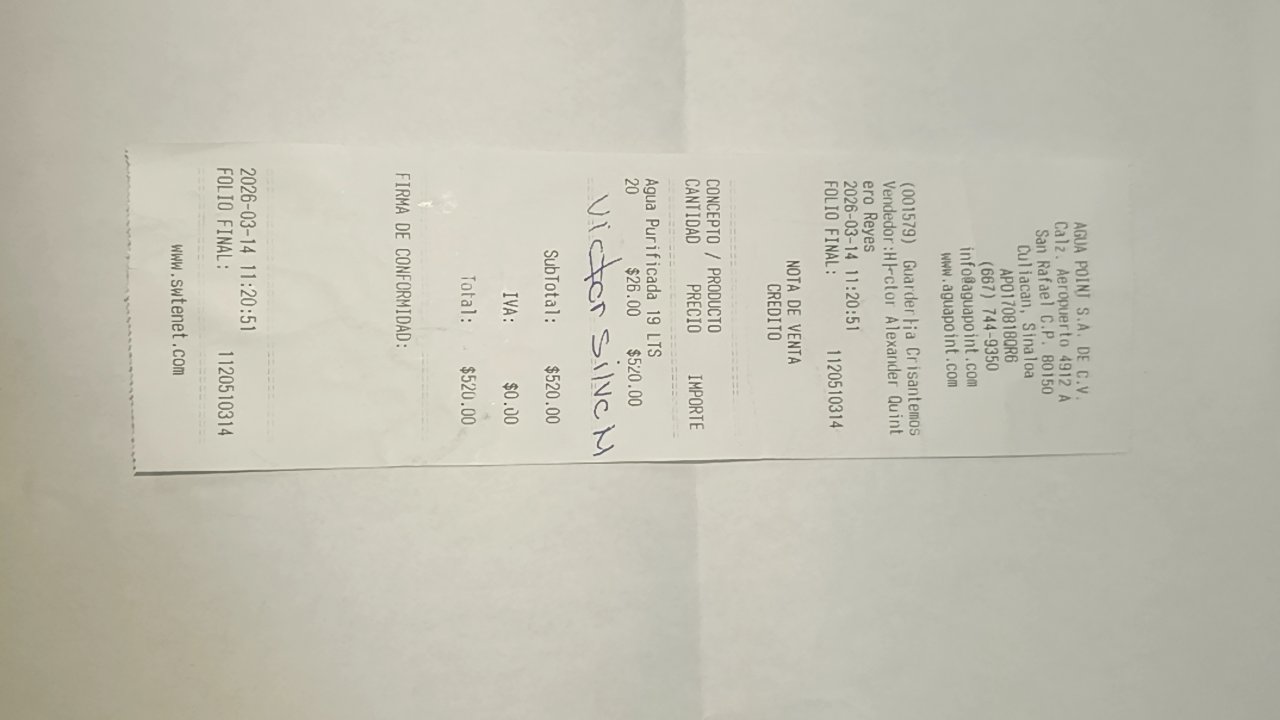 AGUA POINT S.A. DE C.V.
Calz. Aeropuerto 4912 A
San Rafael C.P. 80150
Culiacan, Sinaloa
APO170818QR6
(667) 744-9350
info@aguapoint.com
www.aguapoint.com
(001579) Guarder├¡a Crisantemos
Vendedor:H├®ctor Alexander Quint
ero Reyes
2026-03-14 11:20:51
FOLIO FINAL: 1120510314
NOTA DE VENTA
CREDITO
CONCEPTO / PRODUCTO
CANTIDAD PRECIO IMPORTE
Agua Purificada 19 LTS
20 $26.00 $520.00
Victor Silva M
SubTotal: $520.00
IVA: $0.00
Total: $520.00
FIRMA DE CONFORMIDAD:
2026-03-14 11:20:51
FOLIO FINAL: 1120510314
www.swtenet.com